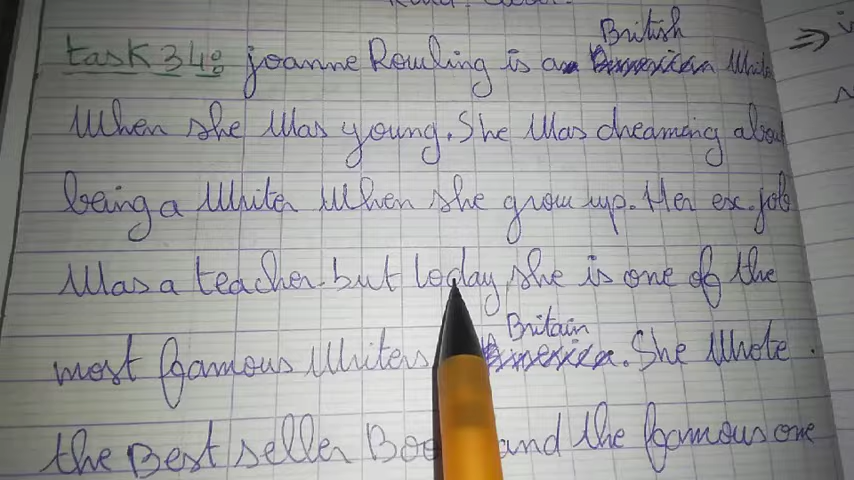 British
task 34: joanne Rowling is a
When she was young. She was dreaming
being a writer when she grow up. Her ex.job
was a teacher. but today, she is one of the
Britain
most famous writers . She wrote
the Best seller and the famous one